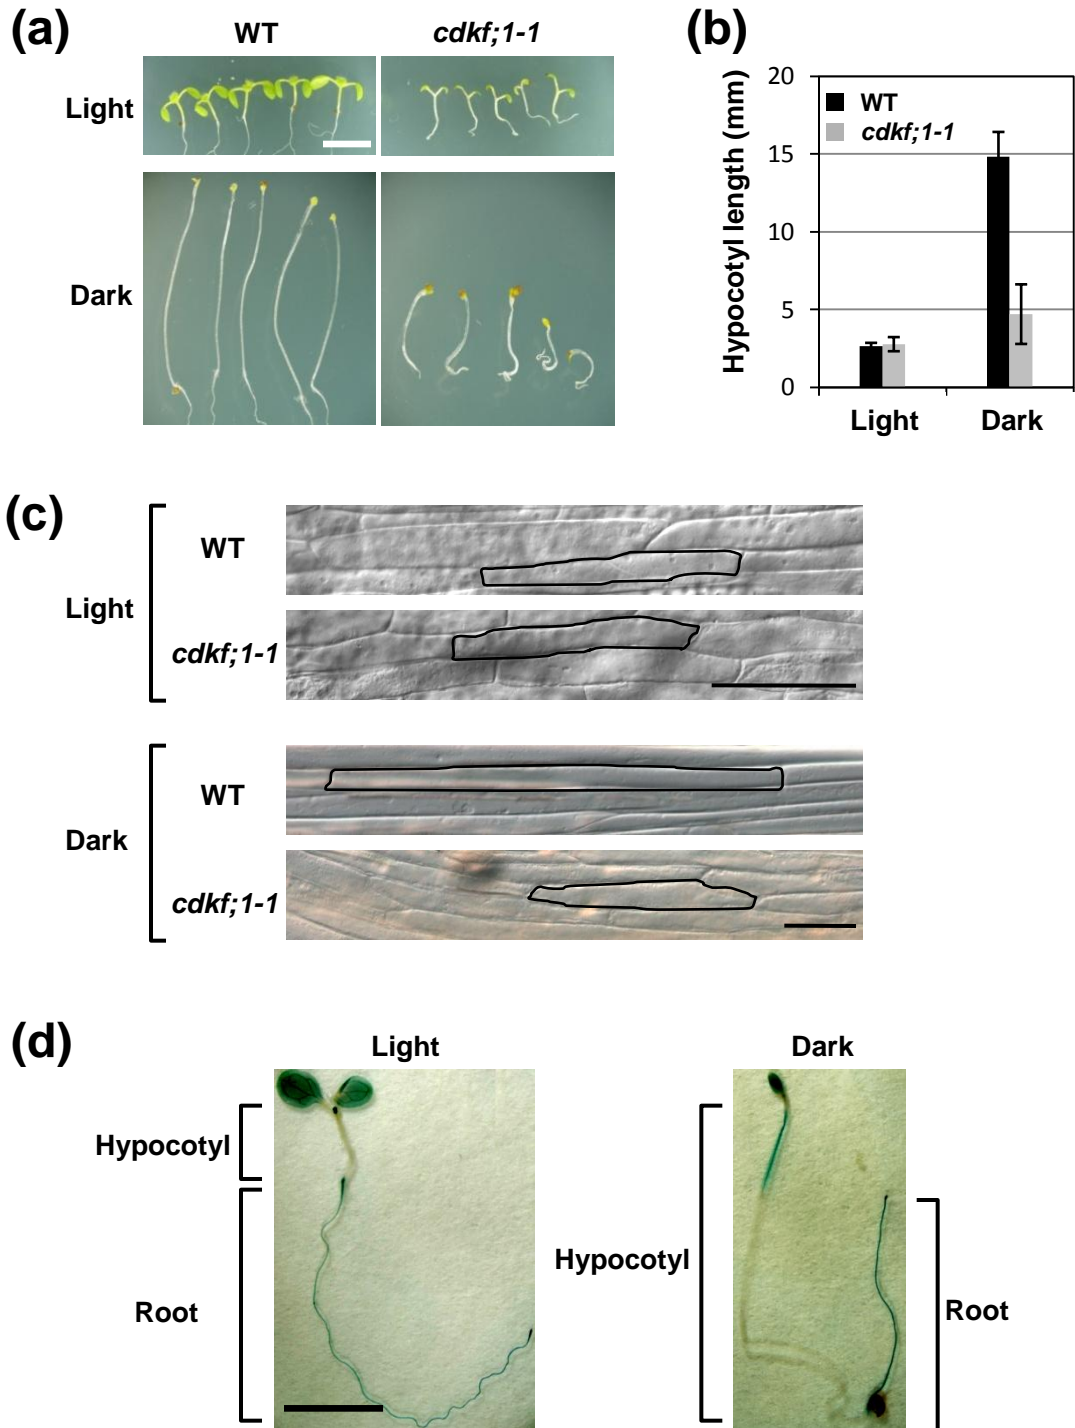 (a)
WT
cdkf;1-1
Light
Dark
(b)
Hypocotyl length (mm)
20
15
10
5
0
WT
cdkf;1-1
Light
Dark
(c)
Light
WT
cdkf;1-1
Dark
WT
cdkf;1-1
(d)
Light
Dark
Hypocotyl
Root
Hypocotyl
Root